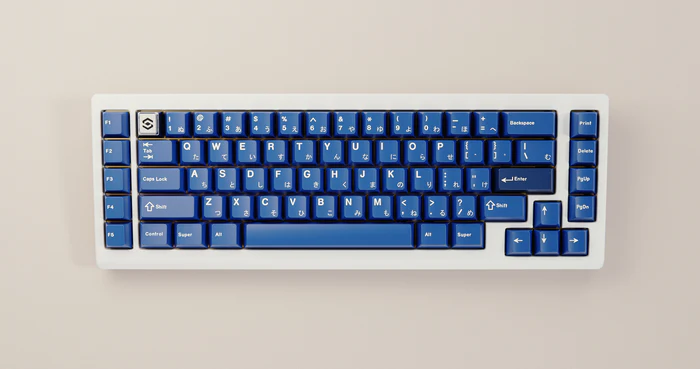 F1 ! 1 ぬ @ 2 ふ # 3 あ $ 4 う % 5 え ^ 6 お & 7 や * 8 ゆ ( 9 よ ) 0 わ _ - ほ + = へ Backspace Print
F2 Tab Q た W て E い R す T か Y ん U な I に O ら P せ { [ } ] | \ む Delete
F3 Caps Lock A ち S と D し F は G き H く J ま K の L り : ; れ " ' け Enter PgUp
F4 Shift Z つ X さ C そ V ひ B こ N み M も < , ね > . る ? / め Shift ↑ PgDn
F5 Control Super Alt Alt Super ← ↓ →